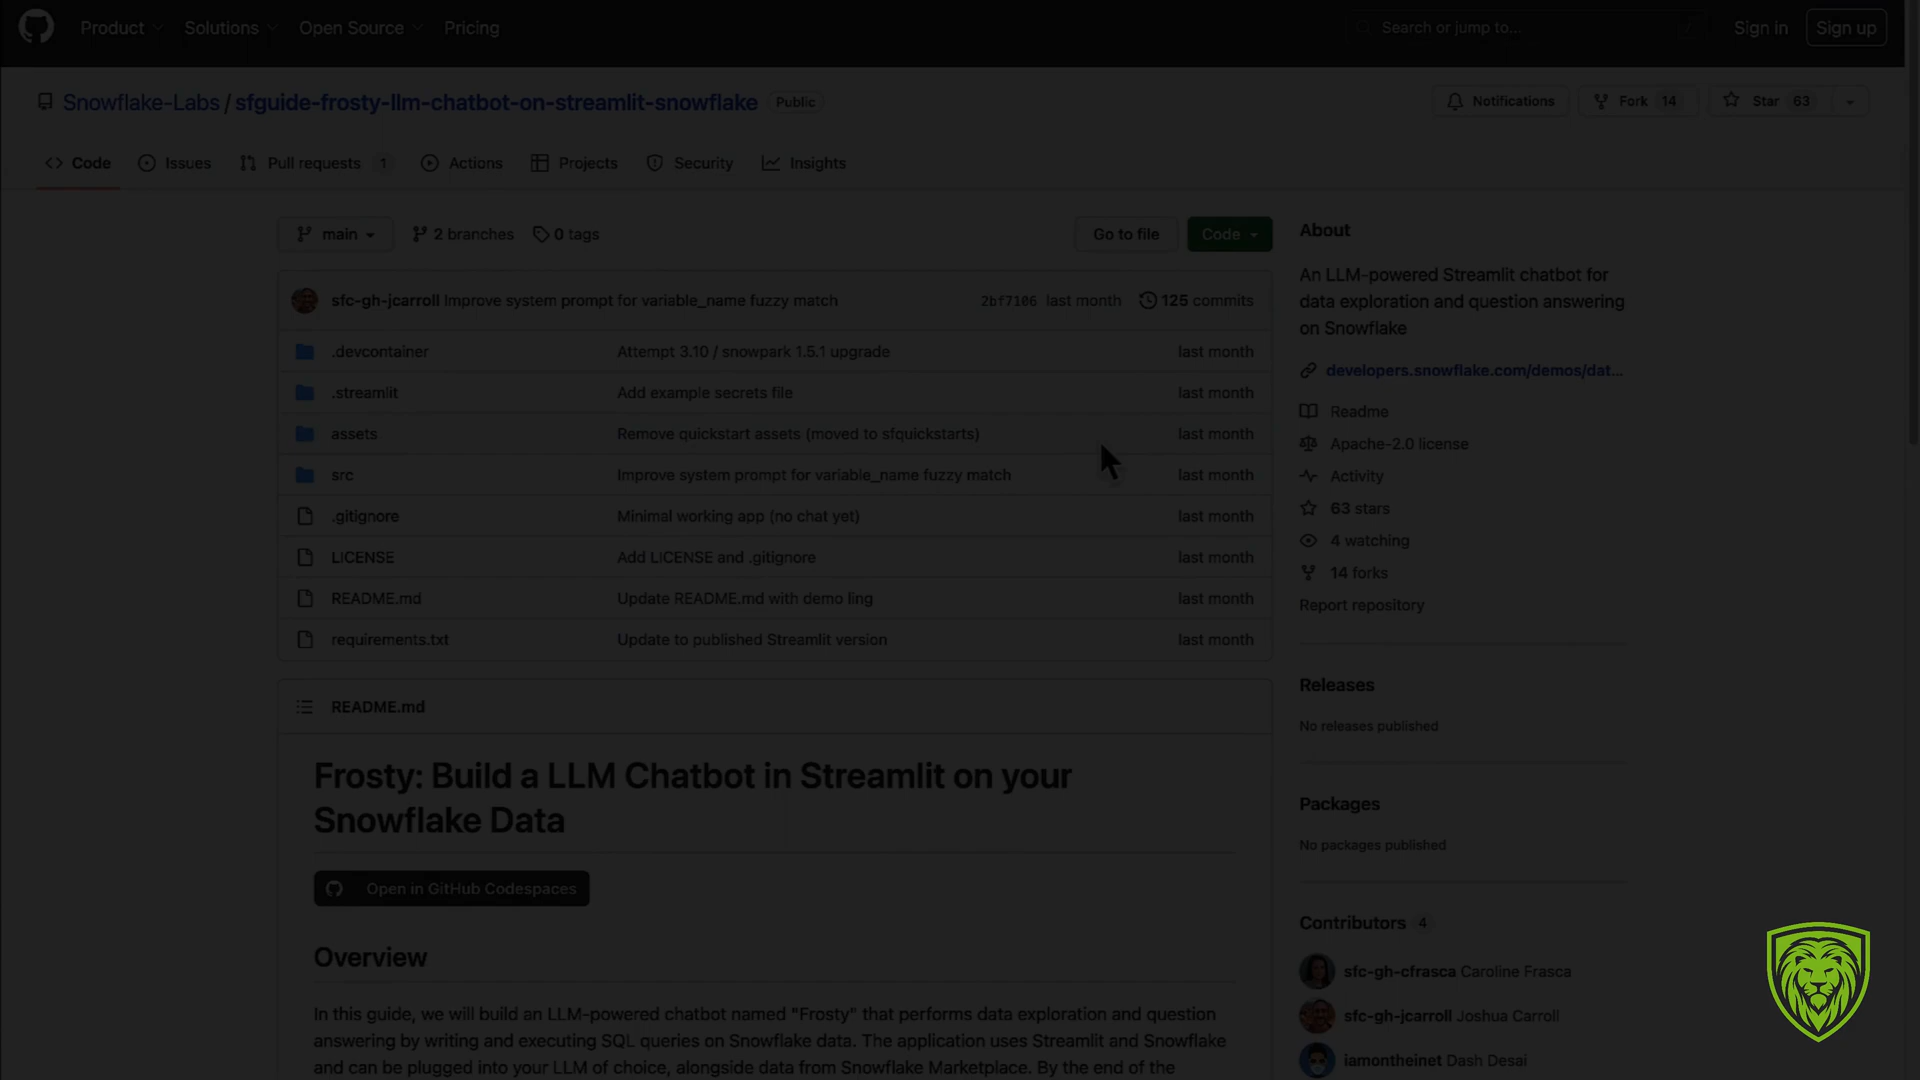 Product Solutions Open Source Pricing Search or jump to... Sign in Sign up
Snowflake-Labs / sfguide-frosty-llm-chatbot-on-streamlit-snowflake Public Notifications Fork 14 Star 63
Code Issues Pull requests 1 Actions Projects Security Insights
main 2 branches 0 tags Go to file Code
sfc-gh-jcarroll Improve system prompt for variable_name fuzzy match 2bf7106 last month 125 commits
.devcontainer Attempt 3.10 / snowpark 1.5.1 upgrade last month
.streamlit Add example secrets file last month
assets Remove quickstart assets (moved to sfquickstarts) last month
src Improve system prompt for variable_name fuzzy match last month
.gitignore Minimal working app (no chat yet) last month
LICENSE Add LICENSE and .gitignore last month
README.md Update README.md with demo ling last month
requirements.txt Update to published Streamlit version last month
README.md
Frosty: Build a LLM Chatbot in Streamlit on your
Snowflake Data
Open in GitHub Codespaces
Overview
In this guide, we will build an LLM-powered chatbot named "Frosty" that performs data exploration and question
answering by writing and executing SQL queries on Snowflake data. The application uses Streamlit and Snowflake
and can be plugged into your LLM of choice, alongside data from Snowflake Marketplace. By the end of the
About
An LLM-powered Streamlit chatbot for
data exploration and question answering
on Snowflake
developers.snowflake.com/demos/dat...
Readme
Apache-2.0 license
Activity
63 stars
4 watching
14 forks
Report repository
Releases
No releases published
Packages
No packages published
Contributors 4
sfc-gh-cfrasca Caroline Frasca
sfc-gh-jcarroll Joshua Carroll
iamontheinet Dash Desai